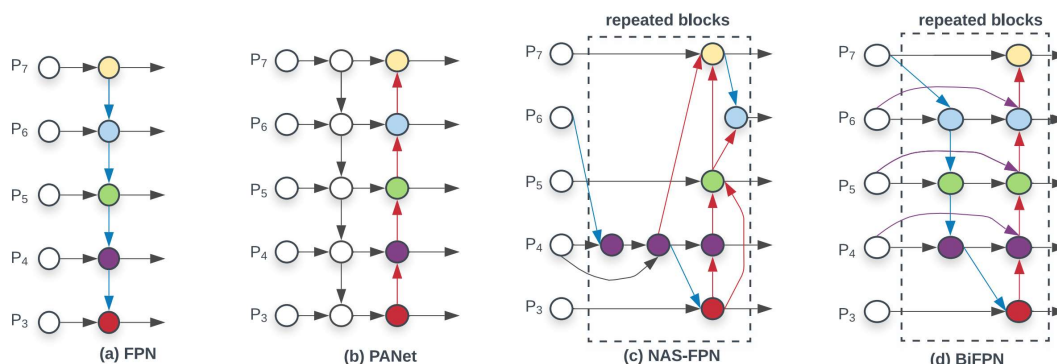 repeated blocks
repeated blocks
P7
P7
P7
P7
P6
P6
P6
P6
P5
P5
P5
P5
P4
P4
P4
P4
P3
P3
P3
P3
(a) FPN
(b) PANet
(c) NAS-FPN
(d) BiFPN